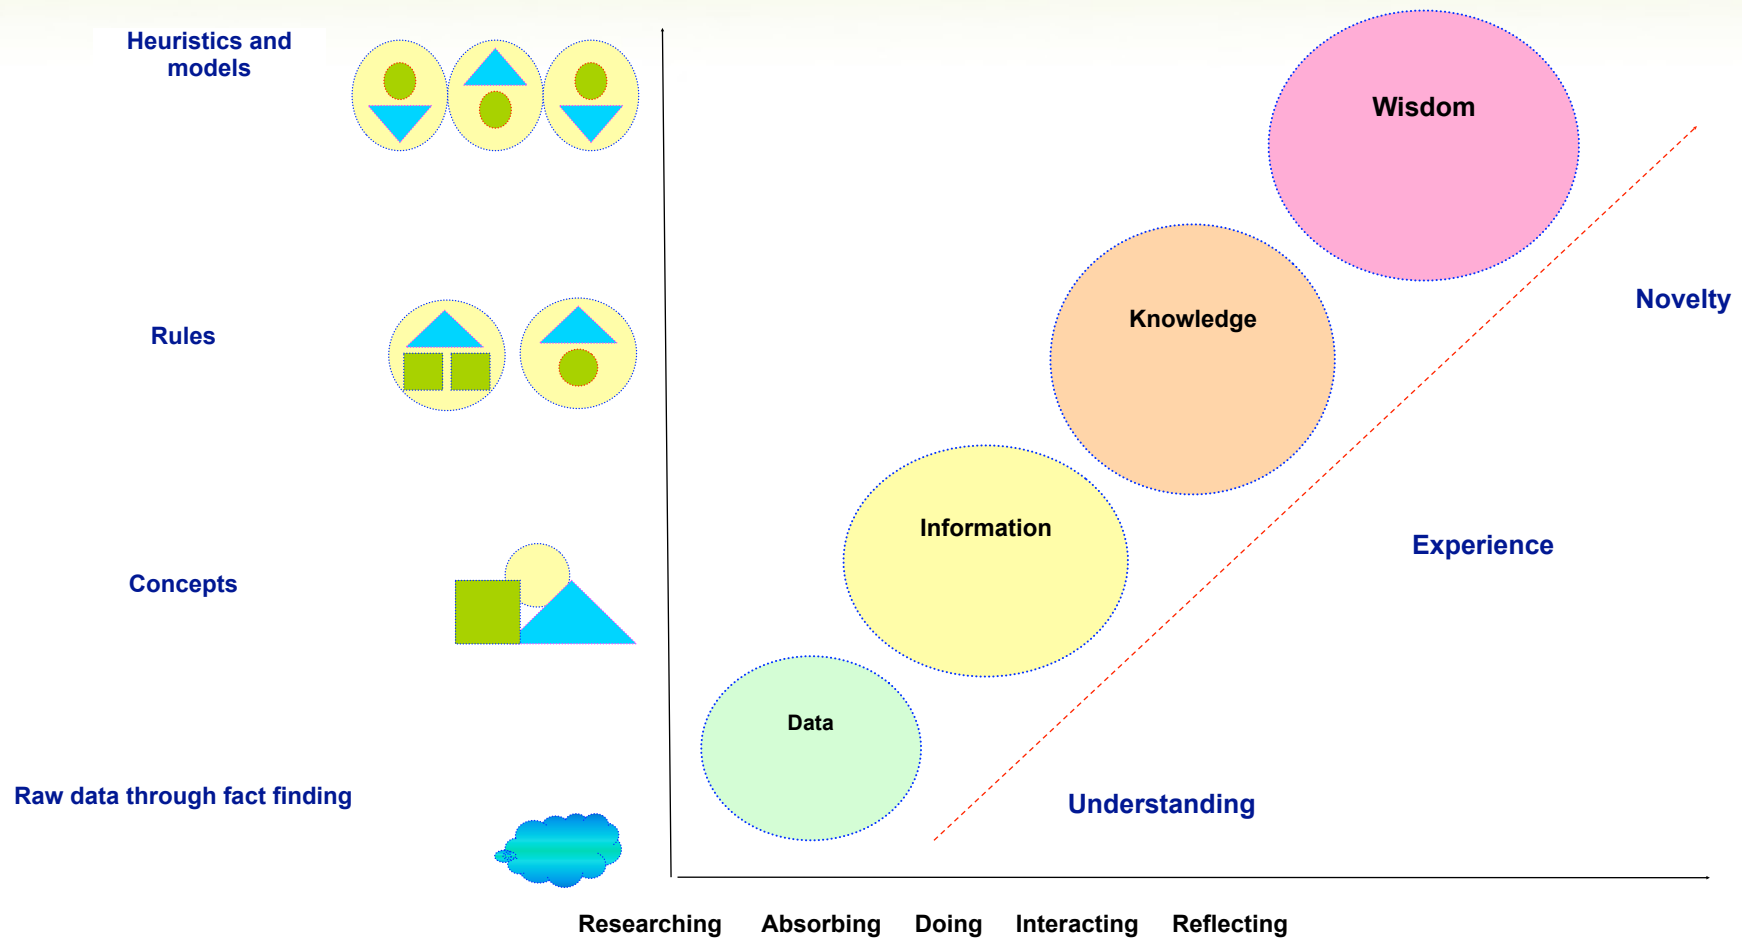 Heuristics and
models
Wisdom
Novelty
Knowledge
Rules
Information
Experience
Concepts
Data
Raw data through fact finding
Understanding
Researching Absorbing Doing Interacting Reflecting